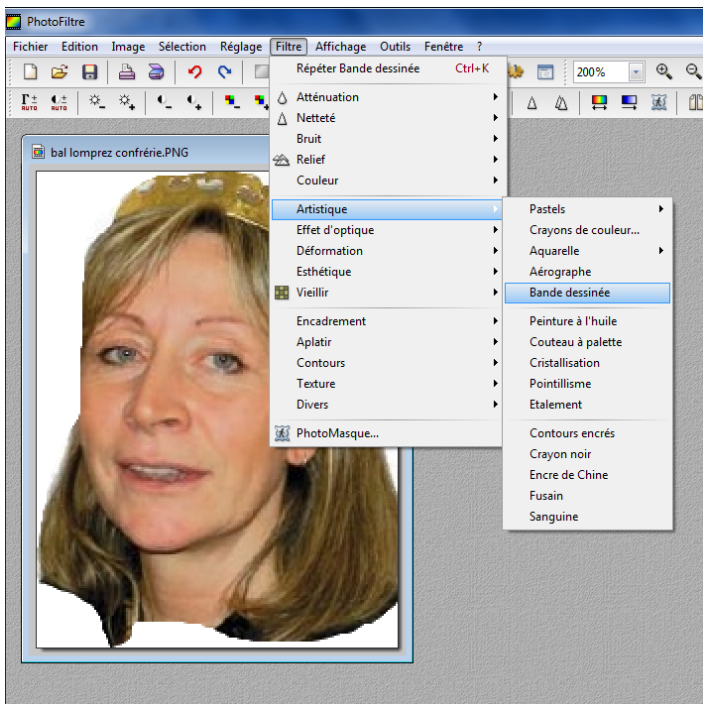 PhotoFiltre
Fichier Edition Image Sélection Réglage Filtre Affichage Outils Fenêtre ?
200%
AUTO AUTO
bal lomprez confrérie.PNG
Répéter Bande dessinée Ctrl+K
Atténuation
Netteté
Bruit
Relief
Couleur
Artistique
Effet d'optique
Déformation
Esthétique
Vieillir
Encadrement
Aplatir
Contours
Texture
Divers
PhotoMasque...
Pastels
Crayons de couleur...
Aquarelle
Aérographe
Bande dessinée
Peinture à l'huile
Couteau à palette
Cristallisation
Pointillisme
Etalement
Contours encrés
Crayon noir
Encre de Chine
Fusain
Sanguine